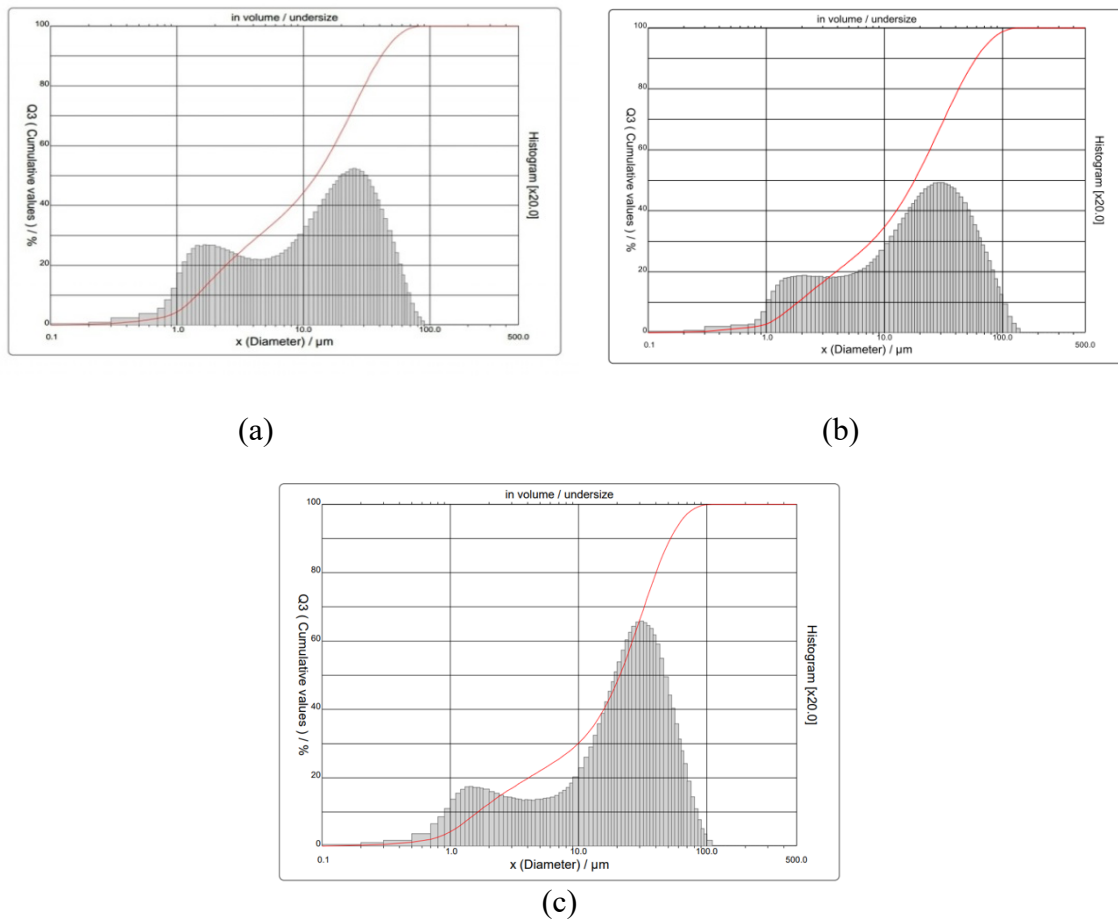 in volume / undersize
100
80
60
40
20
0
Q3 ( Cumulative values ) / %
Histogram [x20.0]
0.1 1.0 10.0 100.0 500.0
x (Diameter) / µm
(a)
in volume / undersize
100
80
60
40
20
0
Q3 ( Cumulative values ) / %
Histogram [x20.0]
0.1 1.0 10.0 100.0 500.0
x (Diameter) / µm
(b)
in volume / undersize
100
80
60
40
20
0
Q3 ( Cumulative values ) / %
Histogram [x20.0]
0.1 1.0 10.0 100.0 500.0
x (Diameter) / µm
(c)